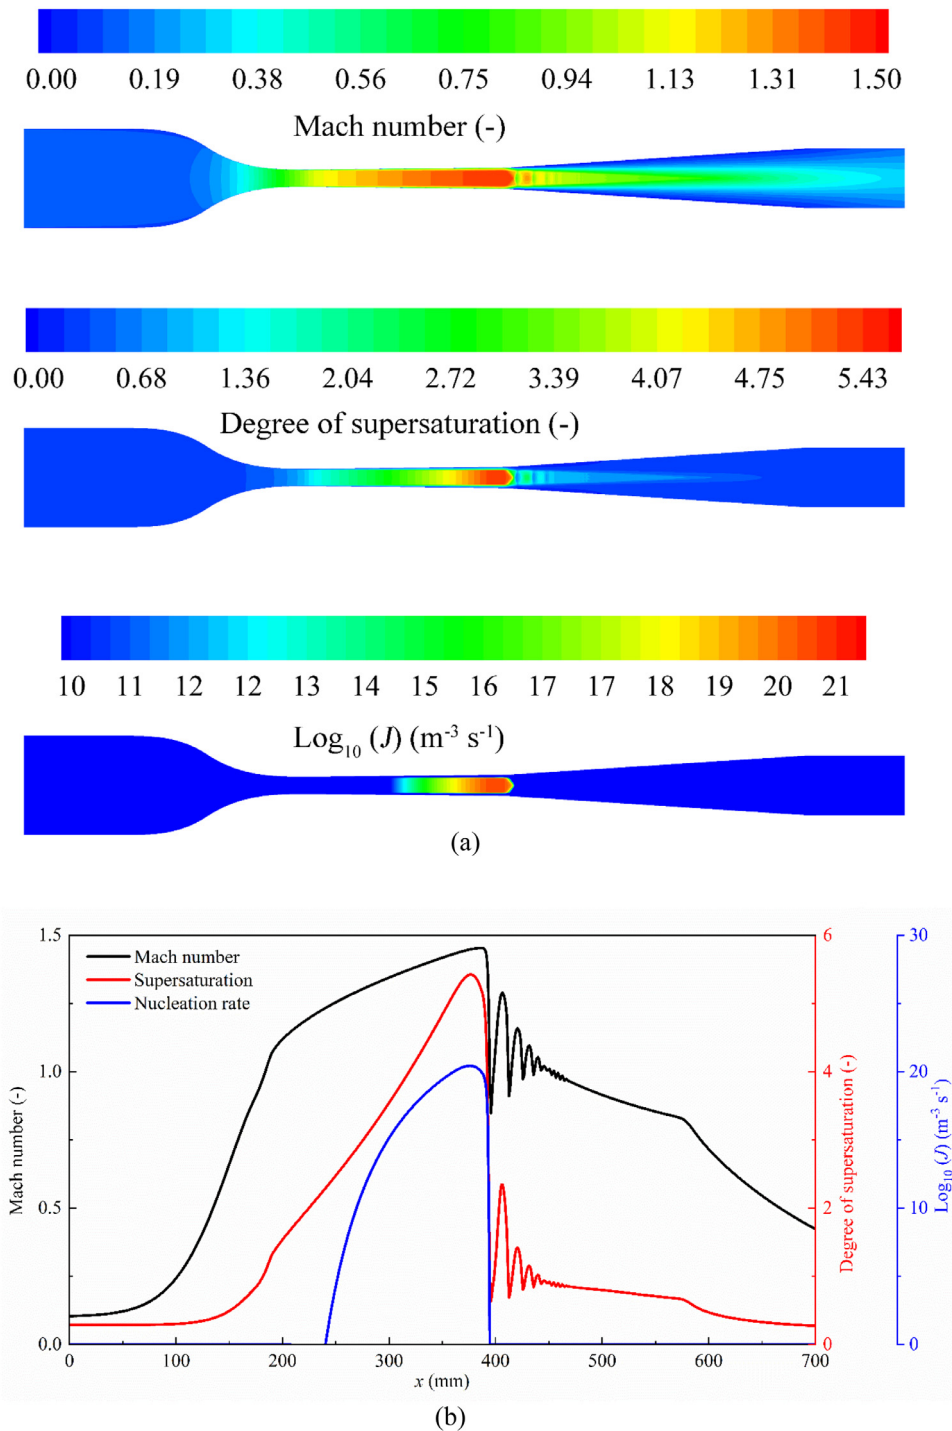 0.00 0.19 0.38 0.56 0.75 0.94 1.13 1.31 1.50
Mach number (-)
0.00 0.68 1.36 2.04 2.72 3.39 4.07 4.75 5.43
Degree of supersaturation (-)
10 11 12 12 13 14 15 16 17 17 18 19 20 21
Log₁₀ (J) (m⁻³ s⁻¹)
(a)
1.5
1.0
0.5
0.0
Mach number (-)
Mach number
Supersaturation
Nucleation rate
6
4
2
0
Degree of supersaturation (-)
30
20
10
0
Log₁₀ (J) (m⁻³ s⁻¹)
0 100 200 300 400 500 600 700
x (mm)
(b)